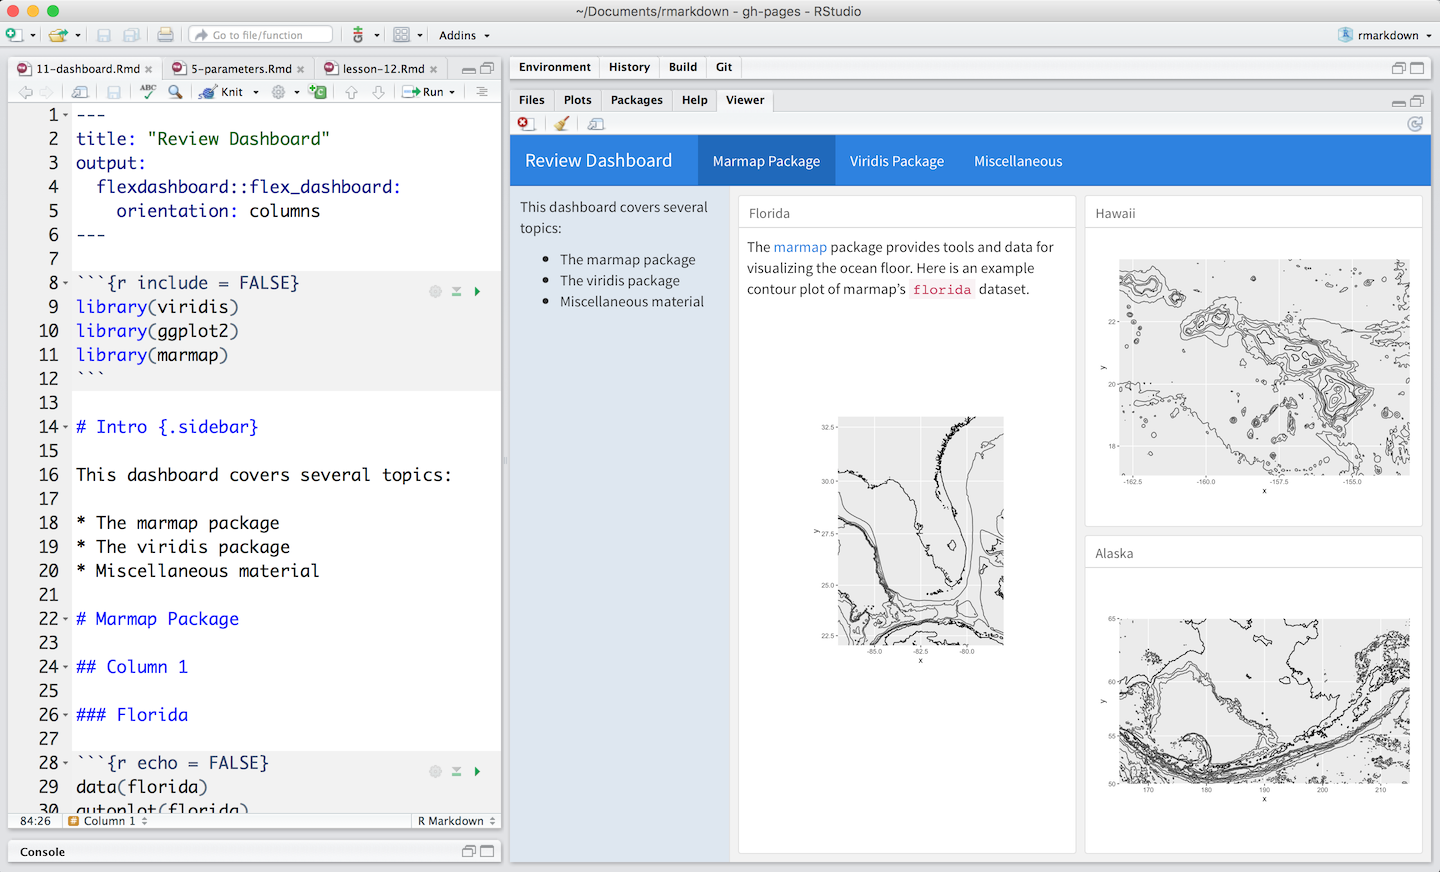 ~/Documents/rmarkdown - gh-pages - RStudio
Go to file/function
Addins
rmarkdown
11-dashboard.Rmd
5-parameters.Rmd
lesson-12.Rmd
ABC
Knit
Run
1 ---
2 title: "Review Dashboard"
3 output:
4   flexdashboard::flex_dashboard:
5     orientation: columns
6 ---
7
8 ```{r include = FALSE}
9 library(viridis)
10 library(ggplot2)
11 library(marmap)
12 ```
13
14 # Intro {.sidebar}
15
16 This dashboard covers several topics:
17
18 * The marmap package
19 * The viridis package
20 * Miscellaneous material
21
22 # Marmap Package
23
24 ## Column 1
25
26 ### Florida
27
28 ```{r echo = FALSE}
29 data(florida)
30 autoplot(florida)
84:26
# Column 1
R Markdown
Console
Environment
History
Build
Git
Files
Plots
Packages
Help
Viewer
Review Dashboard
Marmap Package
Viridis Package
Miscellaneous
This dashboard covers several
topics:
• The marmap package
• The viridis package
• Miscellaneous material
Florida
The marmap package provides tools and data for
visualizing the ocean floor. Here is an example
contour plot of marmap's florida dataset.
32.5
30.0
y
27.5
25.0
22.5
-85.0 -82.5 -80.0
x
Hawaii
22
y
20
18
-162.5 -160.0 -157.5 -155.0
x
Alaska
65
60
y
55
50
170 180 190 200 210
x